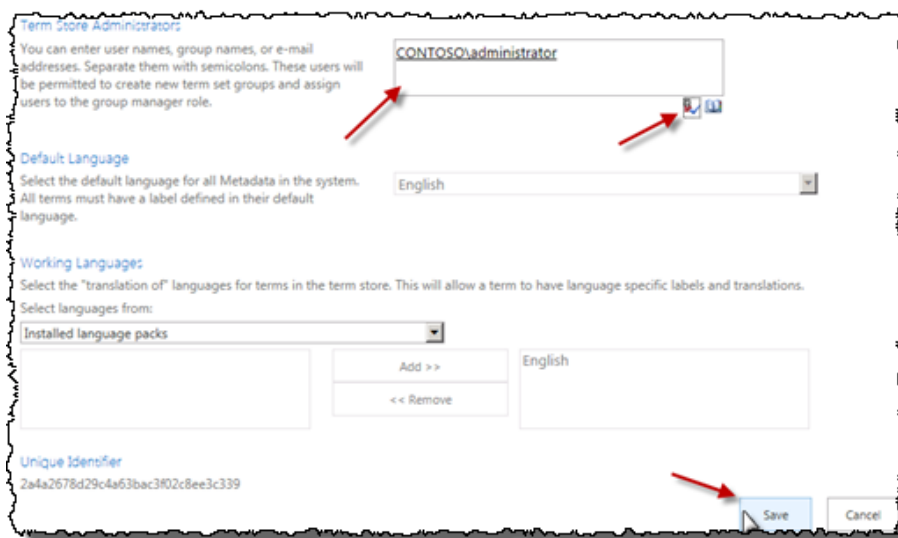 Term Store Administrators
You can enter user names, group names, or e-mail
addresses. Separate them with semicolons. These users will
be permitted to create new term set groups and assign
users to the group manager role.
CONTOSO\administrator
Default Language
Select the default language for all Metadata in the system.
All terms must have a label defined in their default
language.
English
Working Languages
Select the "translation of" languages for terms in the term store. This will allow a term to have language specific labels and translations.
Select languages from:
Installed language packs
Add >>
<< Remove
English
Unique Identifier
2a4a2678d29c4a63bac3f02c8ee3c339
Save
Cancel